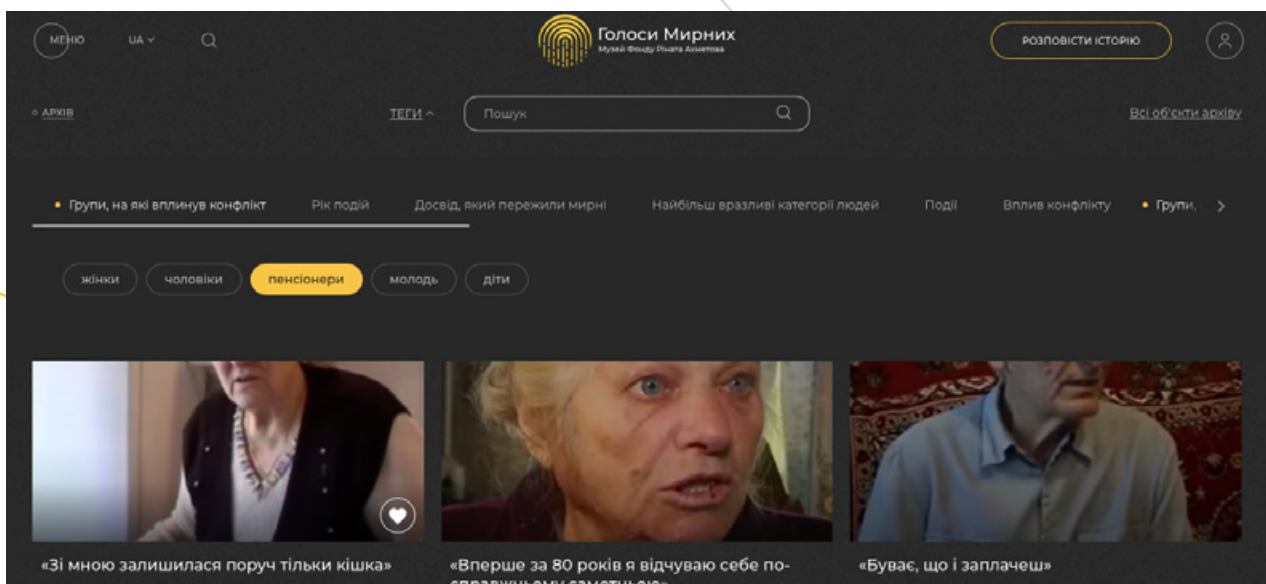 МЕНЮ UA
Голоси Мирних
Музей Фонду Ріната Ахметова
РОЗПОВІСТИ ІСТОРІЮ
АРХІВ
ТЕГИ
Пошук
Всі об'єкти архіву
Групи, на які вплинув конфлікт Рік подій Досвід, який пережили мирні Найбільш вразливі категорії людей Події Вплив конфлікту Групи,
жінки чоловіки пенсіонери молодь діти
«Зі мною залишилася поруч тільки кішка»
«Вперше за 80 років я відчуваю себе по-
справжньому самотньою»
«Буває, що і заплачеш»